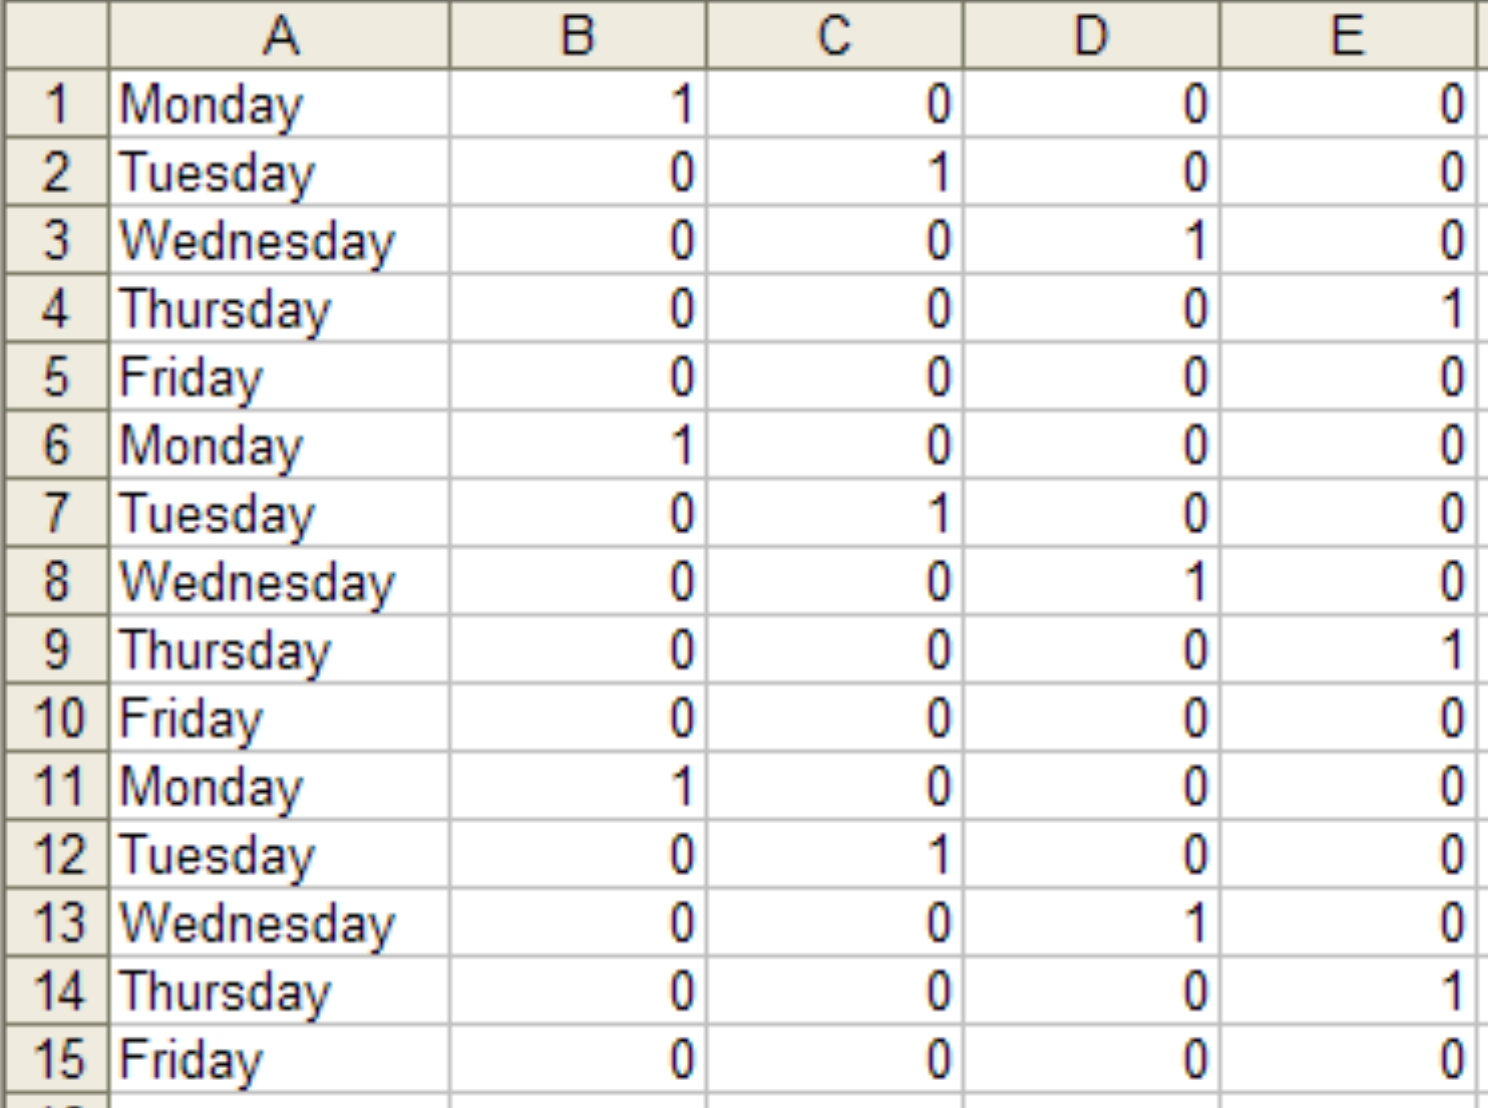 A B C D E
1 Monday 1 0 0 0
2 Tuesday 0 1 0 0
3 Wednesday 0 0 1 0
4 Thursday 0 0 0 1
5 Friday 0 0 0 0
6 Monday 1 0 0 0
7 Tuesday 0 1 0 0
8 Wednesday 0 0 1 0
9 Thursday 0 0 0 1
10 Friday 0 0 0 0
11 Monday 1 0 0 0
12 Tuesday 0 1 0 0
13 Wednesday 0 0 1 0
14 Thursday 0 0 0 1
15 Friday 0 0 0 0